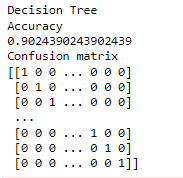 Decision Tree
Accuracy
0.9024390243902439
Confusion matrix
[[1 0 0 ... 0 0 0]
 [0 1 0 ... 0 0 0]
 [0 0 1 ... 0 0 0]
 ...
 [0 0 0 ... 1 0 0]
 [0 0 0 ... 0 1 0]
 [0 0 0 ... 0 0 1]]